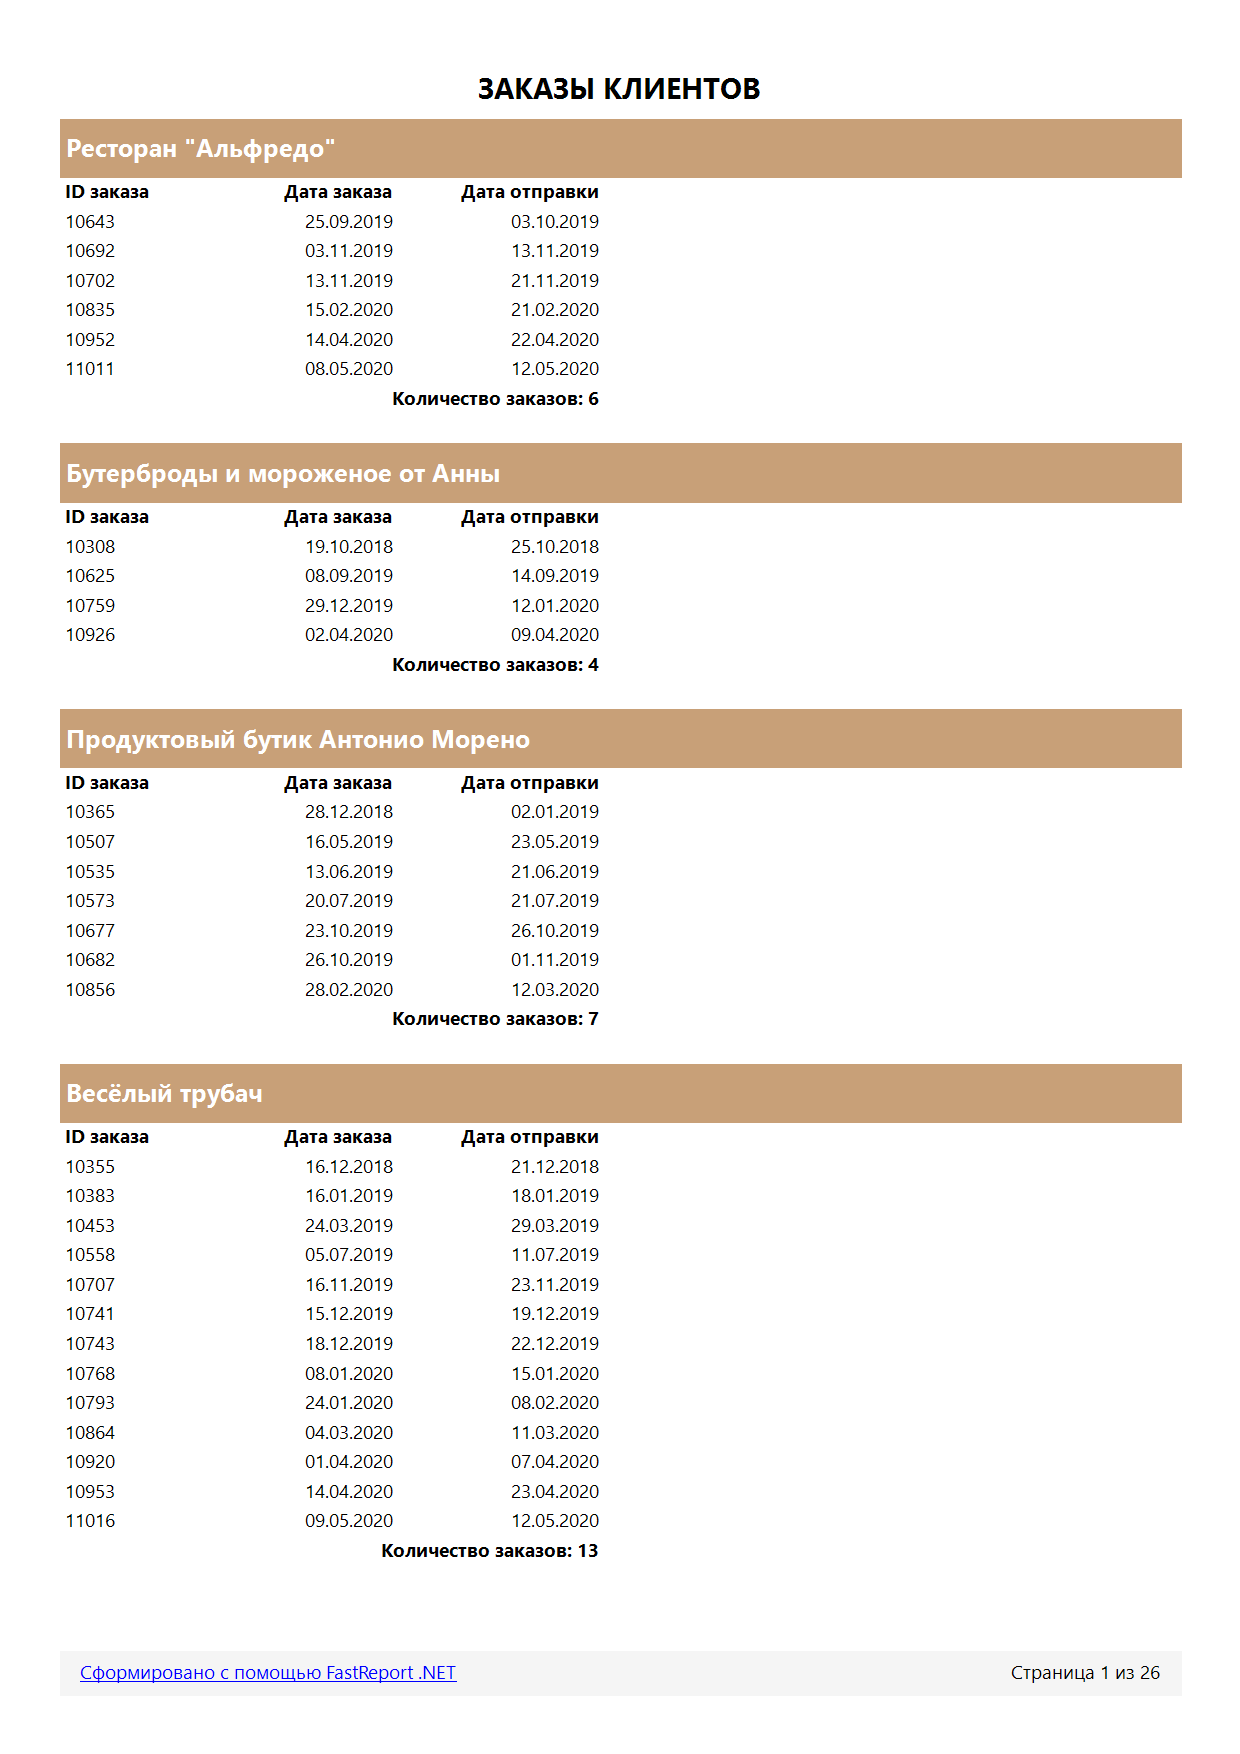 ЗАКАЗЫ КЛИЕНТОВ
Ресторан "Альфредо"
ID заказа Дата заказа Дата отправки
10643 25.09.2019 03.10.2019
10692 03.11.2019 13.11.2019
10702 13.11.2019 21.11.2019
10835 15.02.2020 21.02.2020
10952 14.04.2020 22.04.2020
11011 08.05.2020 12.05.2020
Количество заказов: 6
Бутерброды и мороженое от Анны
ID заказа Дата заказа Дата отправки
10308 19.10.2018 25.10.2018
10625 08.09.2019 14.09.2019
10759 29.12.2019 12.01.2020
10926 02.04.2020 09.04.2020
Количество заказов: 4
Продуктовый бутик Антонио Морено
ID заказа Дата заказа Дата отправки
10365 28.12.2018 02.01.2019
10507 16.05.2019 23.05.2019
10535 13.06.2019 21.06.2019
10573 20.07.2019 21.07.2019
10677 23.10.2019 26.10.2019
10682 26.10.2019 01.11.2019
10856 28.02.2020 12.03.2020
Количество заказов: 7
Весёлый трубач
ID заказа Дата заказа Дата отправки
10355 16.12.2018 21.12.2018
10383 16.01.2019 18.01.2019
10453 24.03.2019 29.03.2019
10558 05.07.2019 11.07.2019
10707 16.11.2019 23.11.2019
10741 15.12.2019 19.12.2019
10743 18.12.2019 22.12.2019
10768 08.01.2020 15.01.2020
10793 24.01.2020 08.02.2020
10864 04.03.2020 11.03.2020
10920 01.04.2020 07.04.2020
10953 14.04.2020 23.04.2020
11016 09.05.2020 12.05.2020
Количество заказов: 13
Сформировано с помощью FastReport .NET Страница 1 из 26